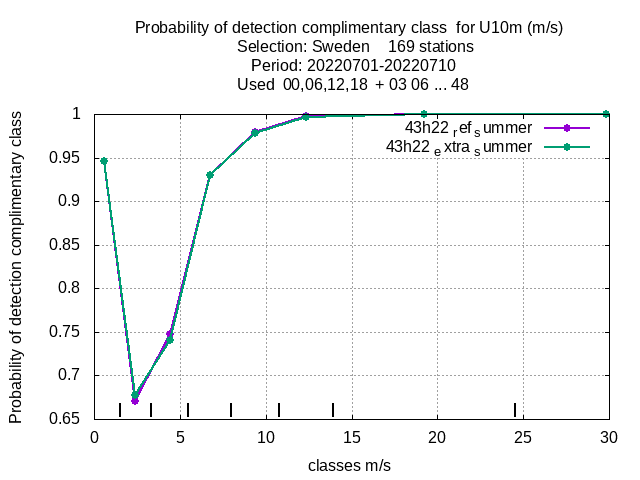 Probability of detection complimentary class  for U10m (m/s)
Selection: Sweden    169 stations
Period: 20220701-20220710
Used  00,06,12,18  + 03 06 ... 48
Probability of detection complimentary class
1
0.95
0.9
0.85
0.8
0.75
0.7
0.65
43h22 ref summer
43h22 extra summer
0 5 10 15 20 25 30
classes m/s